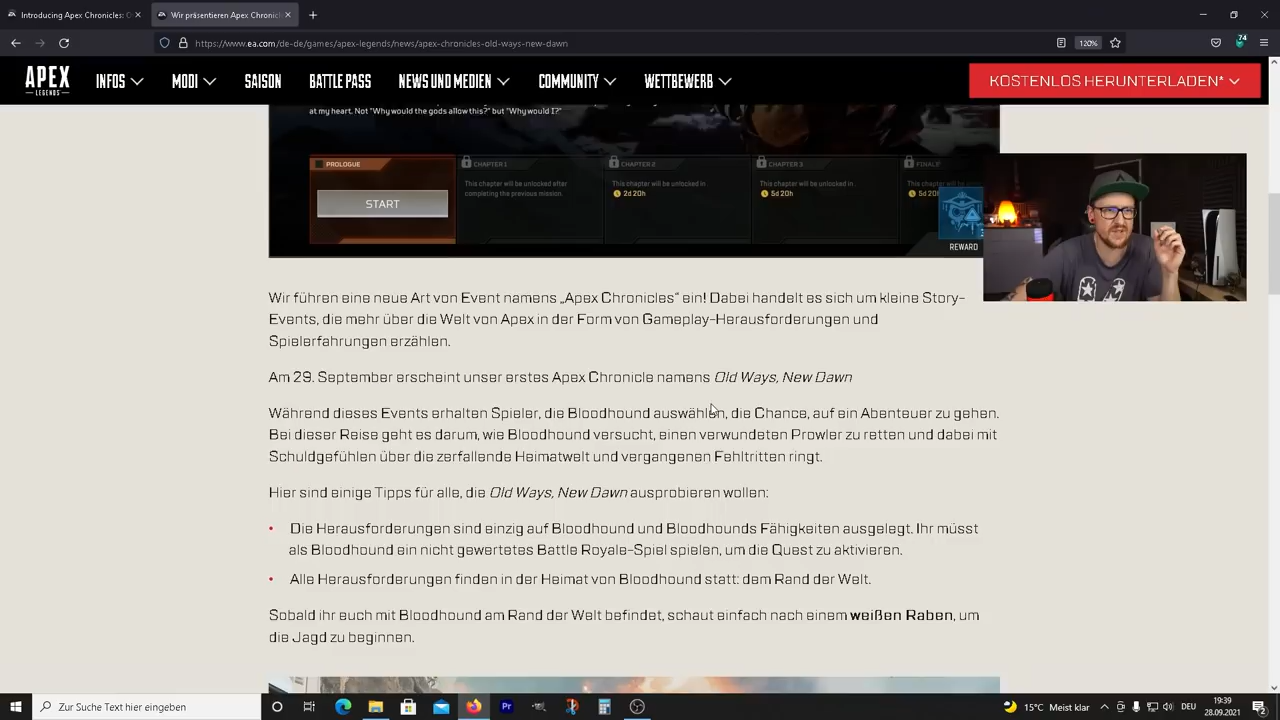 Introducing Apex Chronicles: O
Wir präsentieren Apex Chronicle
https://www.ea.com/de-de/games/apex-legends/news/apex-chronicles-old-ways-new-dawn
120%
74
APEX
LEGENDS
INFOS
MODI
SAISON
BATTLE PASS
NEWS UND MEDIEN
COMMUNITY
WETTBEWERB
KOSTENLOS HERUNTERLADEN*
at my heart. Not "Why would the gods allow this?" but "Why would I?"
PROLOGUE
START
CHAPTER 1
This chapter will be unlocked after
completing the previous mission.
CHAPTER 2
This chapter will be unlocked in
2d 20h
CHAPTER 3
This chapter will be unlocked in.
5d 20h
FINALE
5d 20
REWARD
Wir führen eine neue Art von Event namens „Apex Chronicles“ ein! Dabei handelt es sich um kleine Story-
Events, die mehr über die Welt von Apex in der Form von Gameplay-Herausforderungen und
Spielerfahrungen erzählen.
Am 29. September erscheint unser erstes Apex Chronicle namens Old Ways, New Dawn
Während dieses Events erhalten Spieler, die Bloodhound auswählen, die Chance, auf ein Abenteuer zu gehen.
Bei dieser Reise geht es darum, wie Bloodhound versucht, einen verwundeten Prowler zu retten und dabei mit
Schuldgefühlen über die zerfallende Heimatwelt und vergangenen Fehltritten ringt.
Hier sind einige Tipps für alle, die Old Ways, New Dawn ausprobieren wollen:
• Die Herausforderungen sind einzig auf Bloodhound und Bloodhounds Fähigkeiten ausgelegt. Ihr müsst
als Bloodhound ein nicht gewertetes Battle Royale-Spiel spielen, um die Quest zu aktivieren.
• Alle Herausforderungen finden in der Heimat von Bloodhound statt: dem Rand der Welt.
Sobald ihr euch mit Bloodhound am Rand der Welt befindet, schaut einfach nach einem weißen Raben, um
die Jagd zu beginnen.
Zur Suche Text hier eingeben
Pr
15°C Meist klar
DEU
19:39
28.09.2021
2